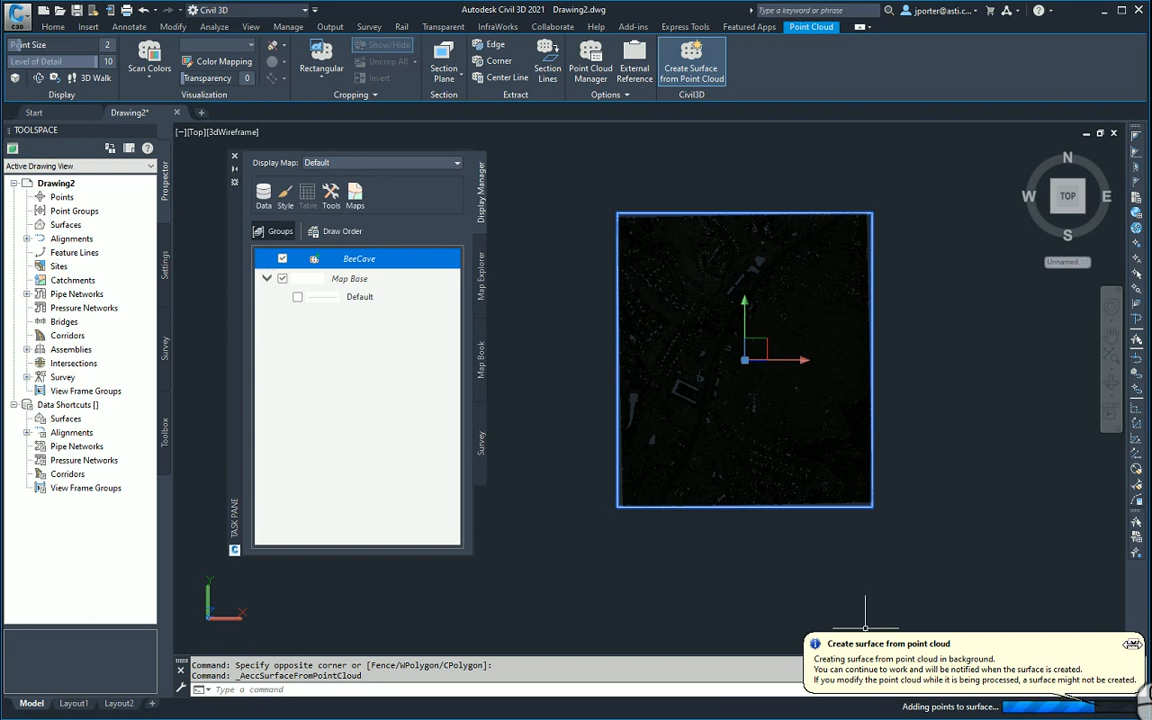 Civil 3D
Autodesk Civil 3D 2021 Drawing2.dwg
Type a keyword or phrase
jporter@asti.c...
C3D
Home Insert Annotate Modify Analyze View Manage Output Survey Rail Transparent InfraWorks Collaborate Help Add-ins Express Tools Featured Apps Point Cloud
Point Size 2
Level of Detail 10
3D Walk
Display
Scan Colors
Color Mapping
Transparency 0
Visualization
Rectangular
Show/Hide
Uncrop All
Invert
Cropping
Section
Plane
Section
Edge
Corner
Center Line
Section
Lines
Extract
Point Cloud
Manager
External
Reference
Options
Create Surface
from Point Cloud
Civil3D
Start Drawing2*
TOOLSPACE
Active Drawing View
Drawing2
Points
Point Groups
Surfaces
Alignments
Feature Lines
Sites
Catchments
Pipe Networks
Pressure Networks
Bridges
Corridors
Assemblies
Intersections
Survey
View Frame Groups
Data Shortcuts []
Surfaces
Alignments
Pipe Networks
Pressure Networks
Corridors
View Frame Groups
Prospector
Settings
Survey
Toolbox
[−][Top][3dWireframe]
Display Map: Default
Data Style Table Tools Maps
Groups Draw Order
BeeCave
Map Base
Default
Display Manager
Map Explorer
Map Book
Survey
TASK PANE
N
W TOP E
S
Unnamed
Y
X
Command: Specify opposite corner or [Fence/WPolygon/CPolygon]:
Command: _AeccSurfaceFromPointCloud
Type a command
Create surface from point cloud
Creating surface from point cloud in background.
You can continue to work and will be notified when the surface is created.
If you modify the point cloud while it is being processed, a surface might not be created.
Adding points to surface...
Model Layout1 Layout2 +